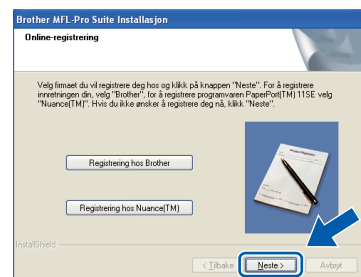 Brother MFL-Pro Suite Installasjon
Online-registrering
Velg firmaet du vil registrere deg hos og klikk på knappen "Neste". For å registrere
innretningen din, velg "Brother", for å registrere programvaren PaperPort(TM) 11SE velg
"Nuance(TM)". Hvis du ikke ønsker å registrere deg nå, klikk "Neste".
Registrering hos Brother
Registrering hos Nuance(TM)
InstallShield
< Tilbake
Neste >
Avbryt